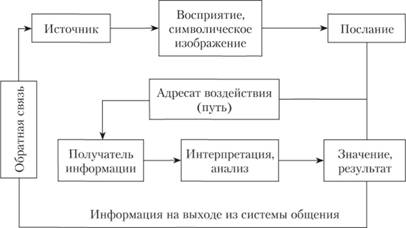 Источник
Восприятие,
символическое
изображение
Послание
Адресат воздействия
(путь)
Обратная связь
Получатель
информации
Интерпретация,
анализ
Значение,
результат
Информация на выходе из системы общения